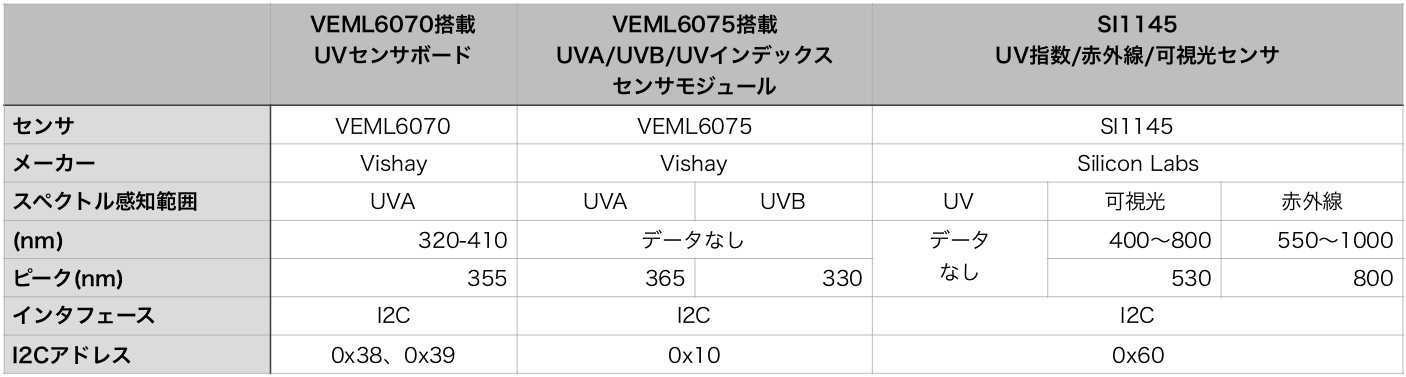 VEML6070搭載
UVセンサボード
VEML6075搭載
UVA/UVB/UVインデックス
センサモジュール
SI1145
UV指数/赤外線/可視光センサ
センサ VEML6070 VEML6075 SI1145
メーカー Vishay Vishay Silicon Labs
スペクトル感知範囲 UVA UVA UVB UV 可視光 赤外線
(nm) 320-410 データなし データ 400〜800 550〜1000
ピーク(nm) 355 365 330 なし 530 800
インタフェース I2C I2C I2C
I2Cアドレス 0x38、0x39 0x10 0x60